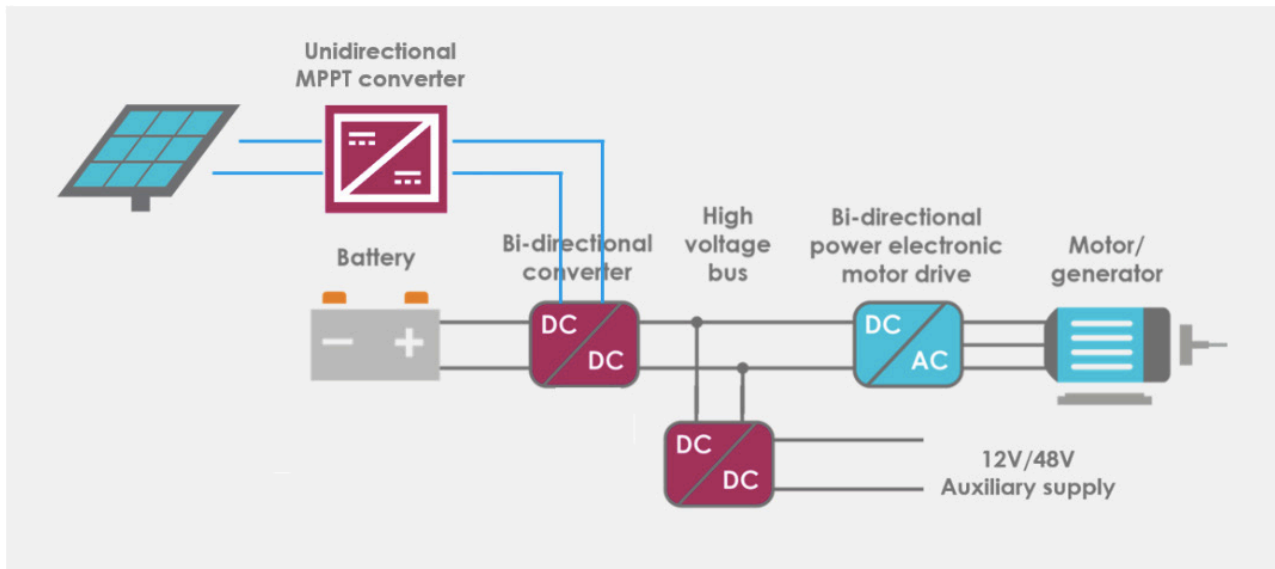 Unidirectional
MPPT converter
Battery
Bi-directional
converter
High
voltage
bus
Bi-directional
power electronic
motor drive
Motor/
generator
DC
DC
DC
AC
DC
DC
12V/48V
Auxiliary supply